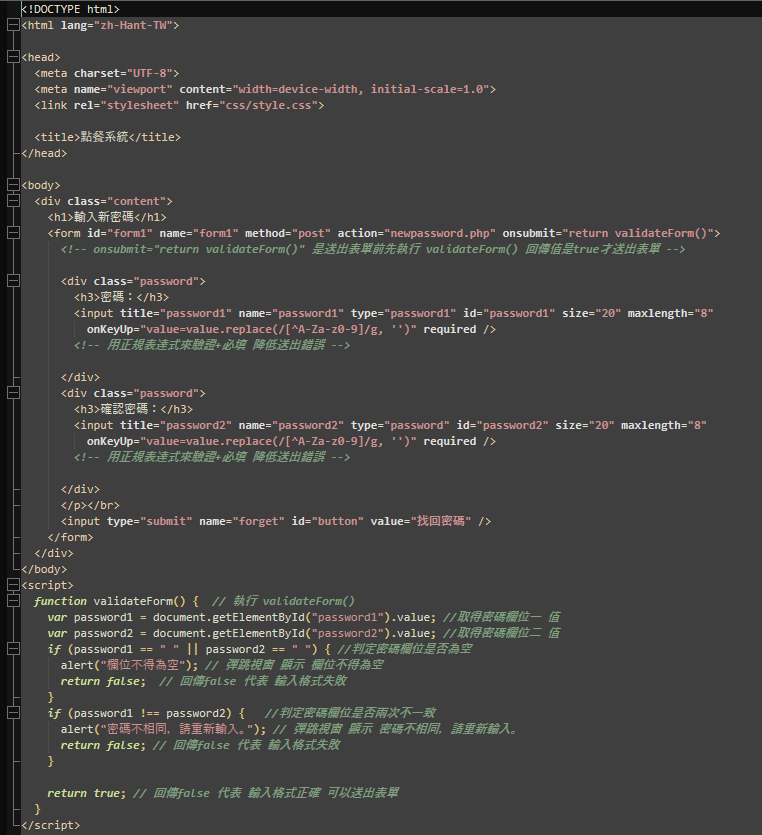 <!DOCTYPE html>
<html lang="zh-Hant-TW">
<head>
<meta charset="UTF-8">
<meta name="viewport" content="width=device-width, initial-scale=1.0">
<link rel="stylesheet" href="css/style.css">
<title>點餐系統</title>
</head>
<body>
<div class="content">
<h1>輸入新密碼</h1>
<form id="form1" name="form1" method="post" action="newpassword.php" onsubmit="return validateForm()">
<!-- onsubmit="return validateForm()" 是送出表單前先執行 validateForm() 回傳值是true才送出表單 -->
<div class="password">
<h3>密碼：</h3>
<input title="password1" name="password1" type="password1" id="password1" size="20" maxlength="8"
onKeyUp="value=value.replace(/[^A-Za-z0-9]/g, '')" required />
<!-- 用正規表達式來驗證+必填 降低送出錯誤 -->
</div>
<div class="password">
<h3>確認密碼：</h3>
<input title="password2" name="password2" type="password" id="password2" size="20" maxlength="8"
onKeyUp="value=value.replace(/[^A-Za-z0-9]/g, '')" required />
<!-- 用正規表達式來驗證+必填 降低送出錯誤 -->
</div>
</p></br>
<input type="submit" name="forget" id="button" value="找回密碼" />
</form>
</div>
</body>
<script>
function validateForm() {  // 執行 validateForm()
var password1 = document.getElementById("password1").value; //取得密碼欄位一 值
var password2 = document.getElementById("password2").value; //取得密碼欄位二 值
if (password1 == " " || password2 == " ") { //判定密碼欄位是否為空
alert("欄位不得為空"); // 彈跳視窗 顯示 欄位不得為空
return false;  // 回傳false 代表 輸入格式失敗
}
if (password1 !== password2) {   //判定密碼欄位是否兩次不一致
alert("密碼不相同，請重新輸入。"); // 彈跳視窗 顯示 密碼不相同，請重新輸入。
return false; // 回傳false 代表 輸入格式失敗
}
return true; // 回傳false 代表 輸入格式正確 可以送出表單
}
</script>